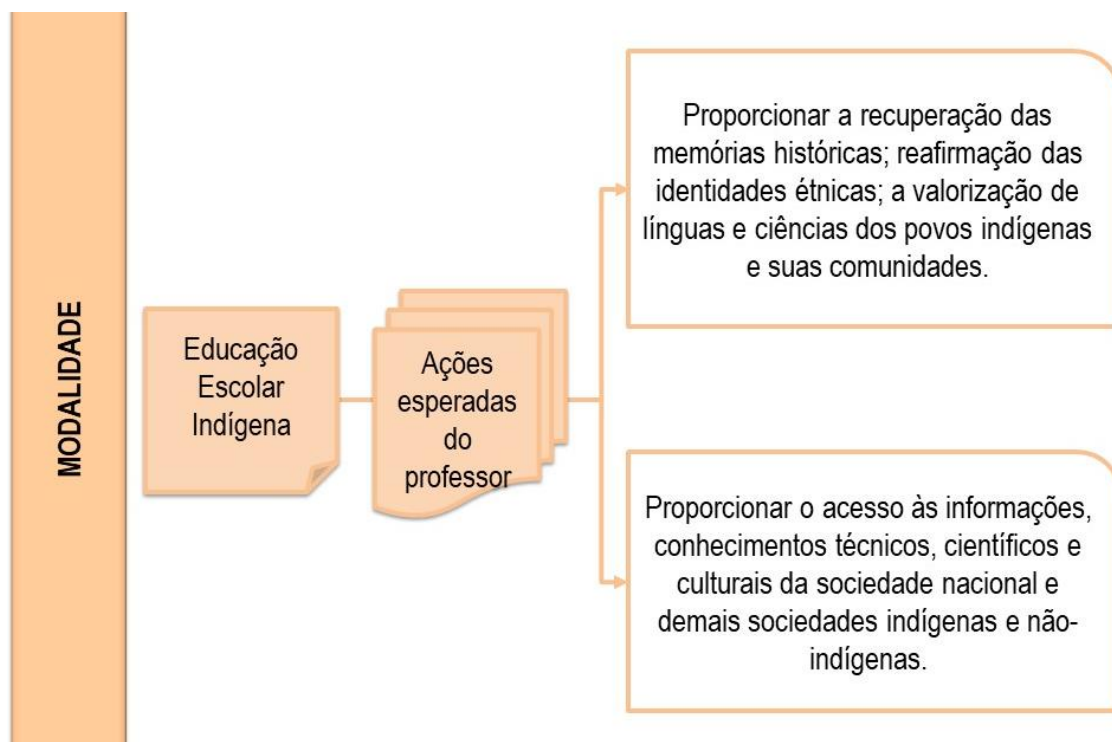 MODALIDADE
Educação
Escolar
Indígena
Ações
esperadas
do
professor
Proporcionar a recuperação das
memórias históricas; reafirmação das
identidades étnicas; a valorização de
línguas e ciências dos povos indígenas
e suas comunidades.
Proporcionar o acesso às informações,
conhecimentos técnicos, científicos e
culturais da sociedade nacional e
demais sociedades indígenas e não-
indígenas.